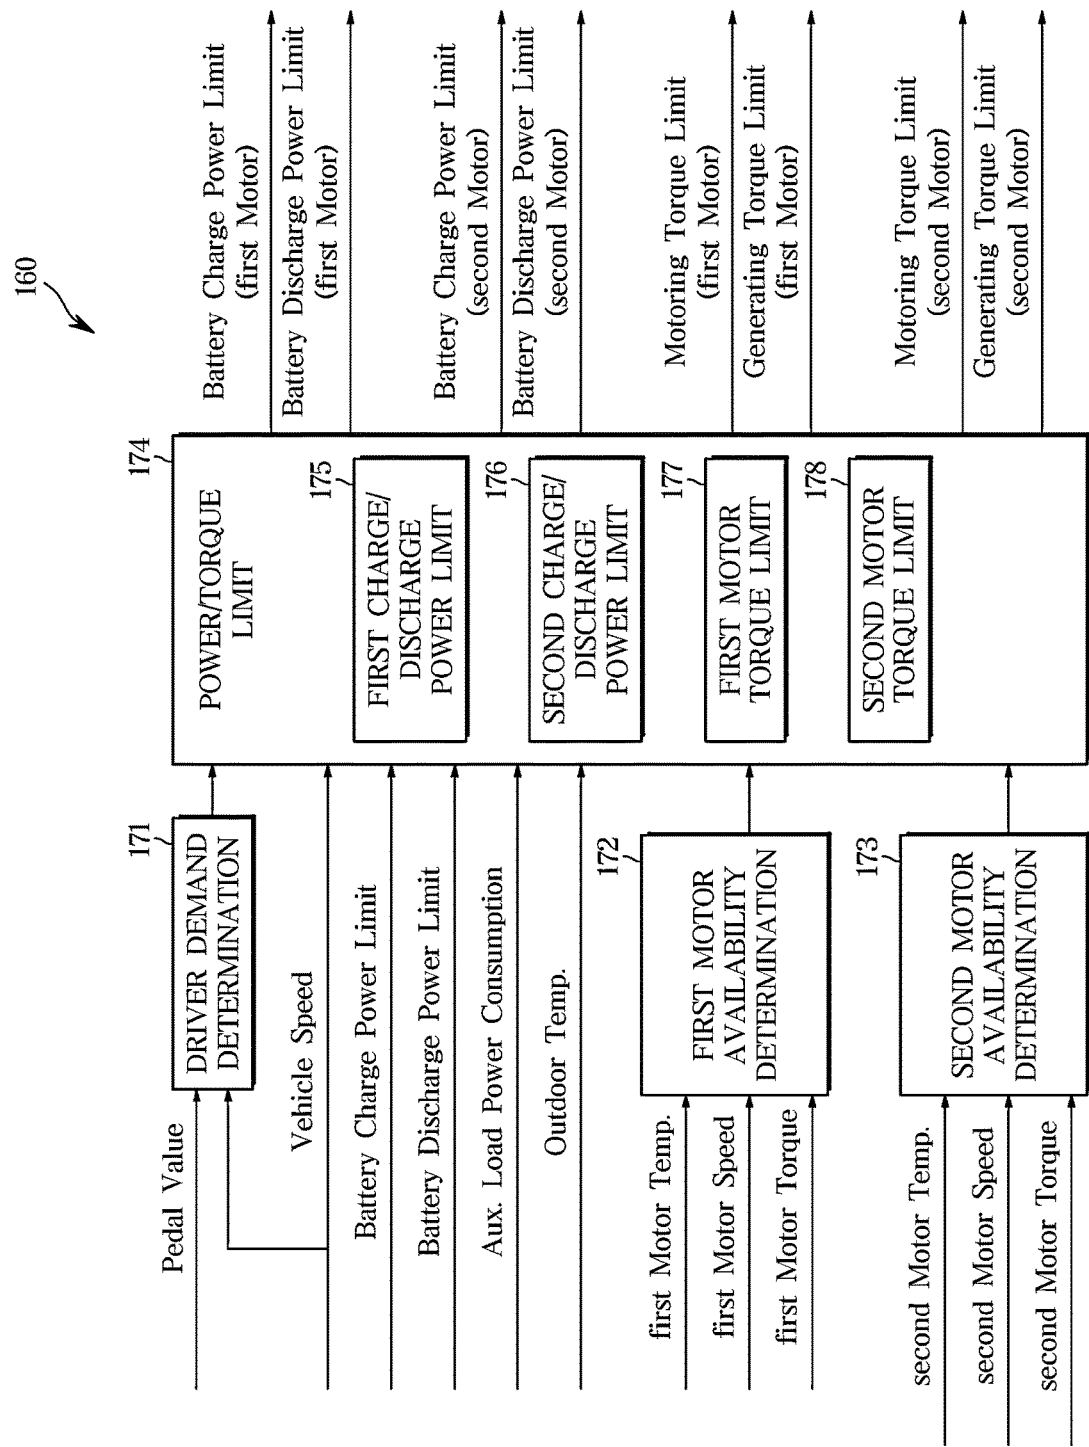 160
Pedal Value
171
DRIVER DEMAND
DETERMINATION
Vehicle Speed
Battery Charge Power Limit
Battery Discharge Power Limit
Aux. Load Power Consumption
Outdoor Temp.
first Motor Temp.
first Motor Speed
first Motor Torque
172
FIRST MOTOR
AVAILABILITY
DETERMINATION
second Motor Temp.
second Motor Speed
second Motor Torque
173
SECOND MOTOR
AVAILABILITY
DETERMINATION
174
POWER/TORQUE
LIMIT
175
FIRST CHARGE/
DISCHARGE
POWER LIMIT
176
SECOND CHARGE/
DISCHARGE
POWER LIMIT
177
FIRST MOTOR
TORQUE LIMIT
178
SECOND MOTOR
TORQUE LIMIT
Battery Charge Power Limit
(first Motor)
Battery Discharge Power Limit
(first Motor)
Battery Charge Power Limit
(second Motor)
Battery Discharge Power Limit
(second Motor)
Motoring Torque Limit
(first Motor)
Generating Torque Limit
(first Motor)
Motoring Torque Limit
(second Motor)
Generating Torque Limit
(second Motor)